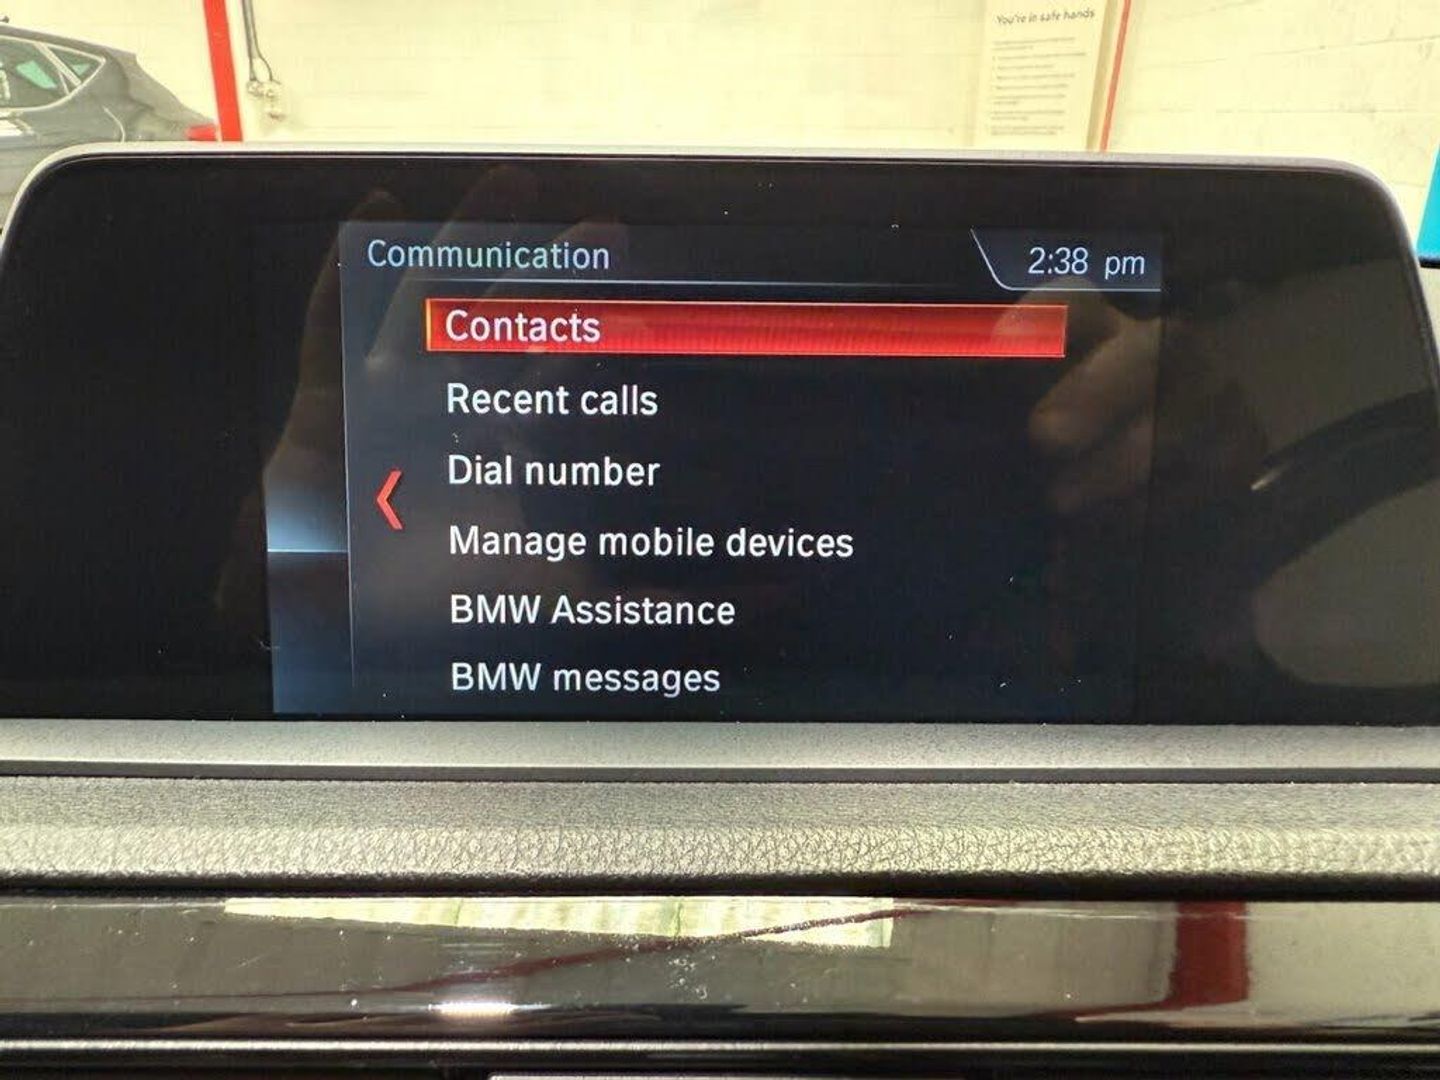 You're in safe hands
Communication
2:38 pm
Contacts
Recent calls
Dial number
Manage mobile devices
BMW Assistance
BMW messages